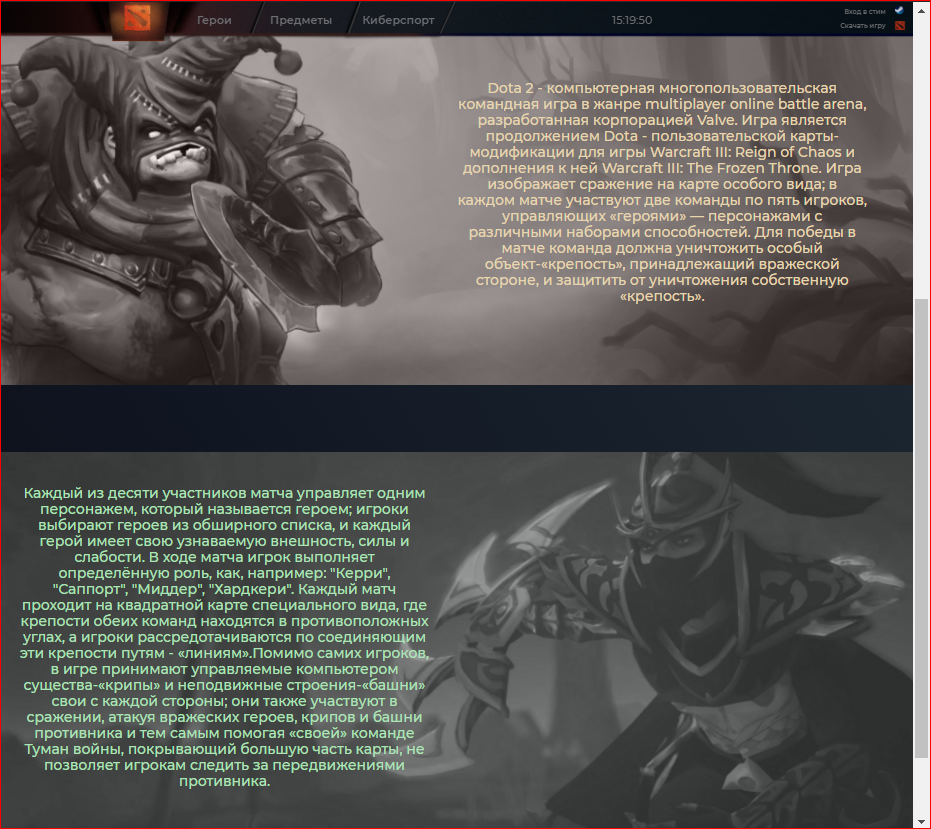 Герои
Предметы
Киберспорт
15:19:50
Вход в стим
Скачать игру
Dota 2 - компьютерная многопользовательская
командная игра в жанре multiplayer online battle arena,
разработанная корпорацией Valve. Игра является
продолжением Dota - пользовательской карты-
модификации для игры Warcraft III: Reign of Chaos и
дополнения к ней Warcraft III: The Frozen Throne. Игра
изображает сражение на карте особого вида; в
каждом матче участвуют две команды по пять игроков,
управляющих «героями» — персонажами с
различными наборами способностей. Для победы в
матче команда должна уничтожить особый
объект-«крепость», принадлежащий вражеской
стороне, и защитить от уничтожения собственную
«крепость».
Каждый из десяти участников матча управляет одним
персонажем, который называется героем; игроки
выбирают героев из обширного списка, и каждый
герой имеет свою узнаваемую внешность, силы и
слабости. В ходе матча игрок выполняет
определённую роль, как, например: "Керри",
"Саппорт", "Миддер", "Хардкери". Каждый матч
проходит на квадратной карте специального вида, где
крепости обеих команд находятся в противоположных
углах, а игроки рассредотачиваются по соединяющим
эти крепости путям - «линиям».Помимо самих игроков,
в игре принимают управляемые компьютером
существа-«крипы» и неподвижные строения-«башни»
свои с каждой стороны; они также участвуют в
сражении, атакуя вражеских героев, крипов и башни
противника и тем самым помогая «своей» команде
Туман войны, покрывающий большую часть карты, не
позволяет игрокам следить за передвижениями
противника.